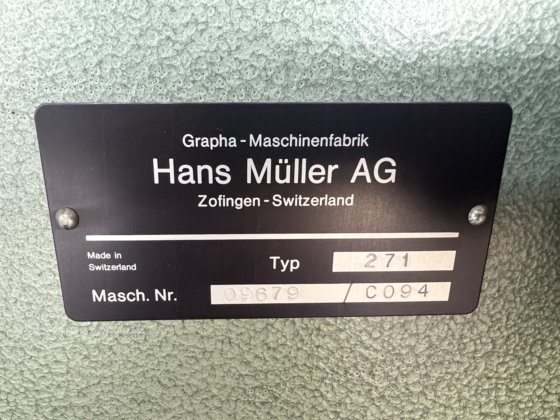 Grapha - Maschinenfabrik
Hans Müller AG
Zofingen - Switzerland
Made in
Switzerland
Typ 271
Masch. Nr. 09679 / C094